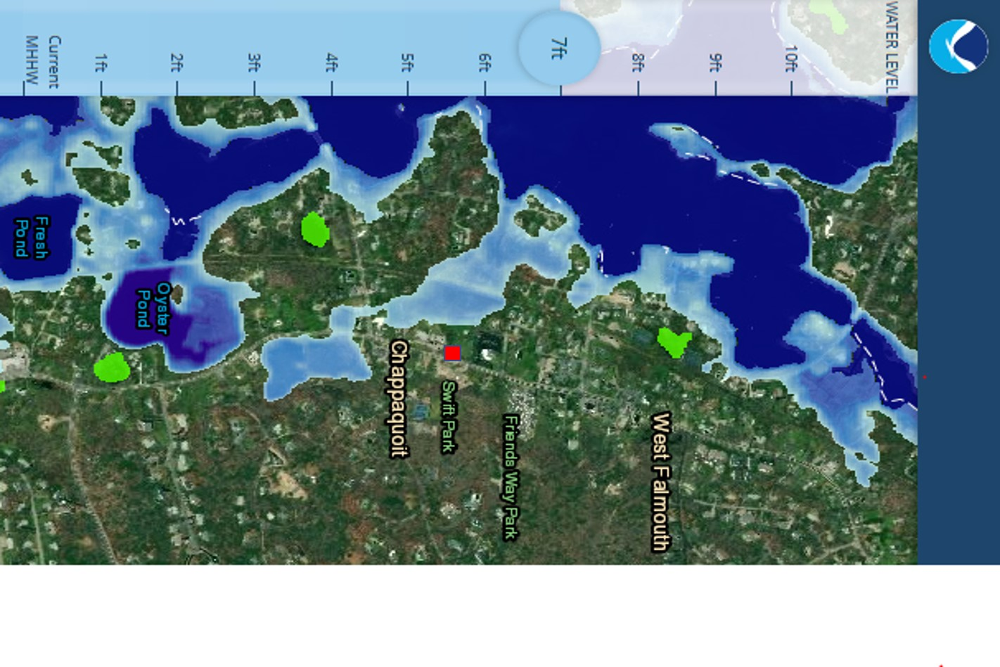 WATER LEVEL
10ft
9ft
8ft
7ft
6ft
5ft
4ft
3ft
2ft
1ft
Current
MHHW
West Falmouth
Friends Way Park
Swift Park
Chappaquoit
Oyster
Pond
Fresh
Pond